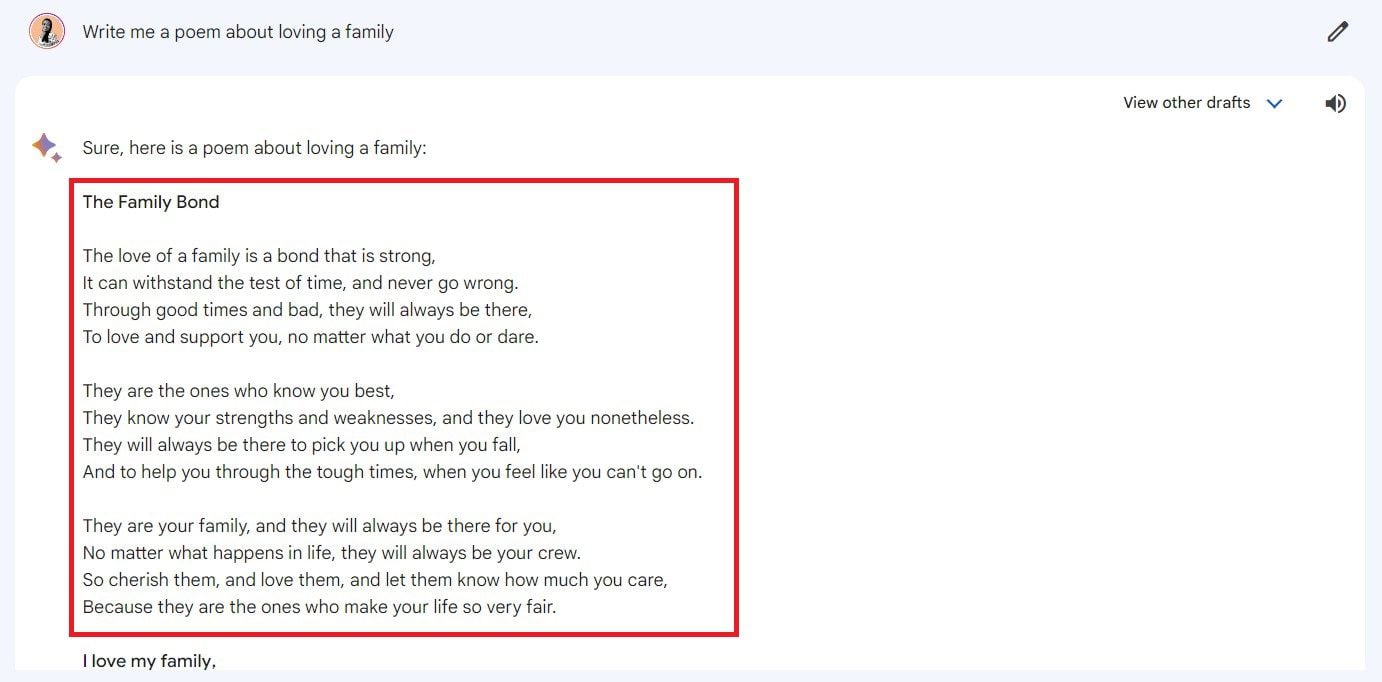 Write me a poem about loving a family
View other drafts
Sure, here is a poem about loving a family:
The Family Bond
The love of a family is a bond that is strong,
It can withstand the test of time, and never go wrong.
Through good times and bad, they will always be there,
To love and support you, no matter what you do or dare.
They are the ones who know you best,
They know your strengths and weaknesses, and they love you nonetheless.
They will always be there to pick you up when you fall,
And to help you through the tough times, when you feel like you can't go on.
They are your family, and they will always be there for you,
No matter what happens in life, they will always be your crew.
So cherish them, and love them, and let them know how much you care,
Because they are the ones who make your life so very fair.
I love my family,